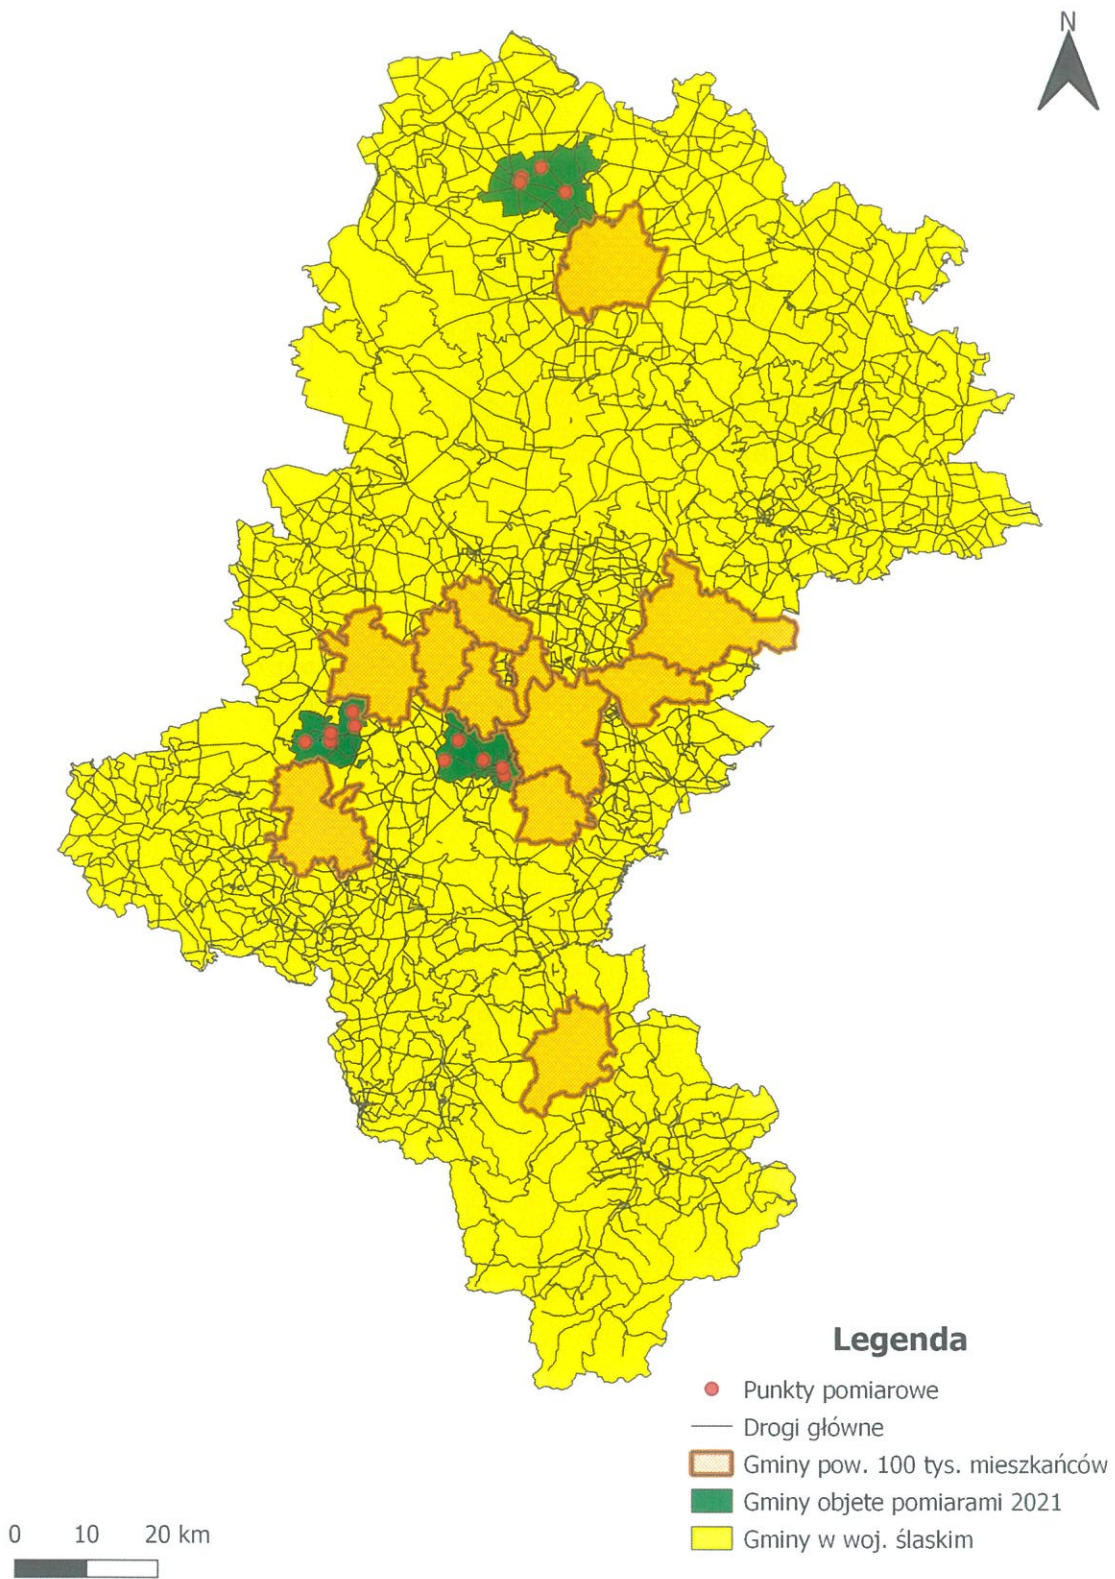 N
Legenda
Punkty pomiarowe
Drogi główne
Gminy pow. 100 tys. mieszkańców
Gminy objete pomiarami 2021
Gminy w woj. ślaskim
0 10 20 km